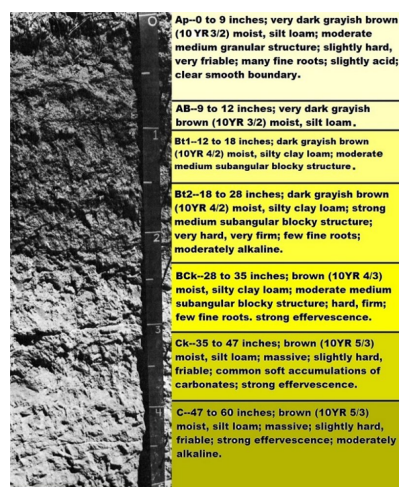 0
Ap--0 to 9 inches; very dark grayish brown
(10 YR 3/2) moist, silt loam; moderate
medium granular structure; slightly hard,
very friable; many fine roots; slightly acid;
clear smooth boundary.
AB--9 to 12 inches; very dark grayish
brown (10YR 3/2) moist, silt loam.
1
Bt1--12 to 18 inches; dark grayish brown
(10YR 4/2) moist, silty clay loam; moderate
medium subangular blocky structure.
Bt2--18 to 28 inches; dark grayish brown
(10YR 4/2) moist, silty clay loam; strong
medium subangular blocky structure;
very hard, very firm; few fine roots;
moderately alkaline.
2
BCk--28 to 35 inches; brown (10YR 4/3)
moist, silty clay loam; moderate medium
subangular blocky structure; hard, firm;
few fine roots. strong effervescence.
3
Ck--35 to 47 inches; brown (10YR 5/3)
moist, silt loam; massive; slightly hard,
friable; common soft accumulations of
carbonates; strong effervescence.
4
C--47 to 60 inches; brown (10YR 5/3)
moist, silt loam; massive; slightly hard,
friable; strong effervescence; moderately
alkaline.